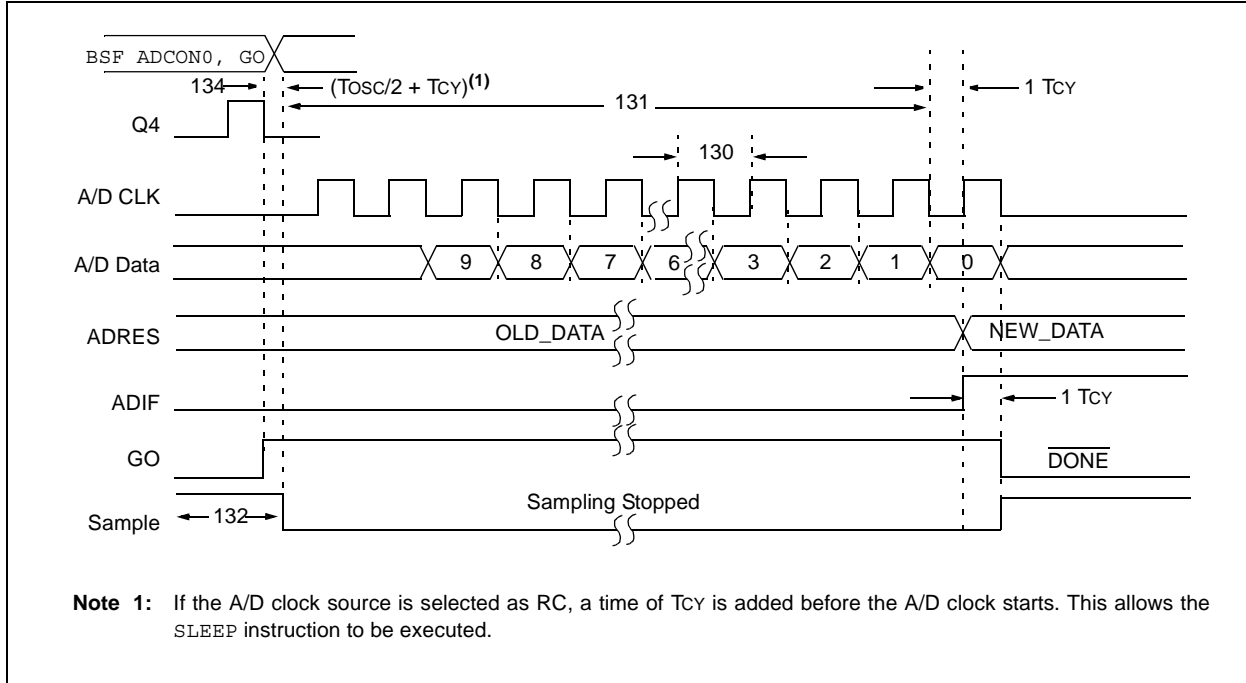 BSF ADCON0, GO
134 (TOSC/2 + TCY)(1) 1 TCY
131
Q4
130
A/D CLK
A/D Data 9 8 7 6 3 2 1 0
ADRES OLD_DATA NEW_DATA
ADIF 1 TCY
GO DONE
Sampling Stopped
Sample 132
Note 1: If the A/D clock source is selected as RC, a time of TCY is added before the A/D clock starts. This allows the
SLEEP instruction to be executed.